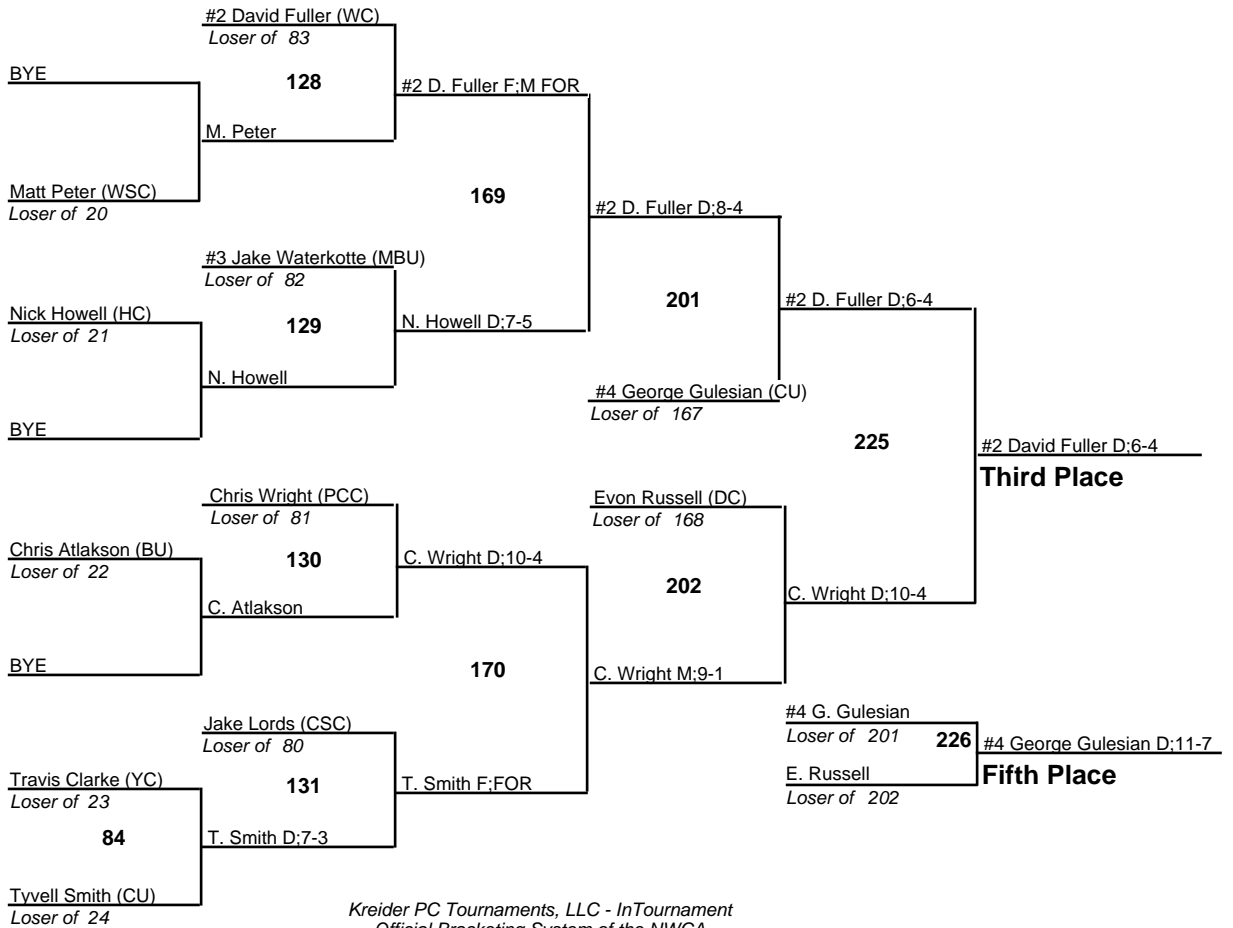 #2 David Fuller (WC)
Loser of 83
BYE
128
#2 D. Fuller F;M FOR
M. Peter
Matt Peter (WSC)
Loser of 20
169
#2 D. Fuller D;8-4
#3 Jake Waterkotte (MBU)
Loser of 82
Nick Howell (HC)
Loser of 21
129
N. Howell D;7-5
201
#2 D. Fuller D;6-4
N. Howell
#4 George Gulesian (CU)
Loser of 167
BYE
225
#2 David Fuller D;6-4
Third Place
Chris Wright (PCC)
Loser of 81
Evon Russell (DC)
Loser of 168
Chris Atlakson (BU)
Loser of 22
130
C. Wright D;10-4
202
C. Wright D;10-4
C. Atlakson
BYE
170
C. Wright M;9-1
Jake Lords (CSC)
Loser of 80
#4 G. Gulesian
Loser of 201
226
#4 George Gulesian D;11-7
Fifth Place
E. Russell
Loser of 202
Travis Clarke (YC)
Loser of 23
131
T. Smith F;FOR
84
T. Smith D;7-3
Tyvell Smith (CU)
Loser of 24
Kreider PC Tournaments, LLC - InTournament
Official Bracketing System of the NWCA